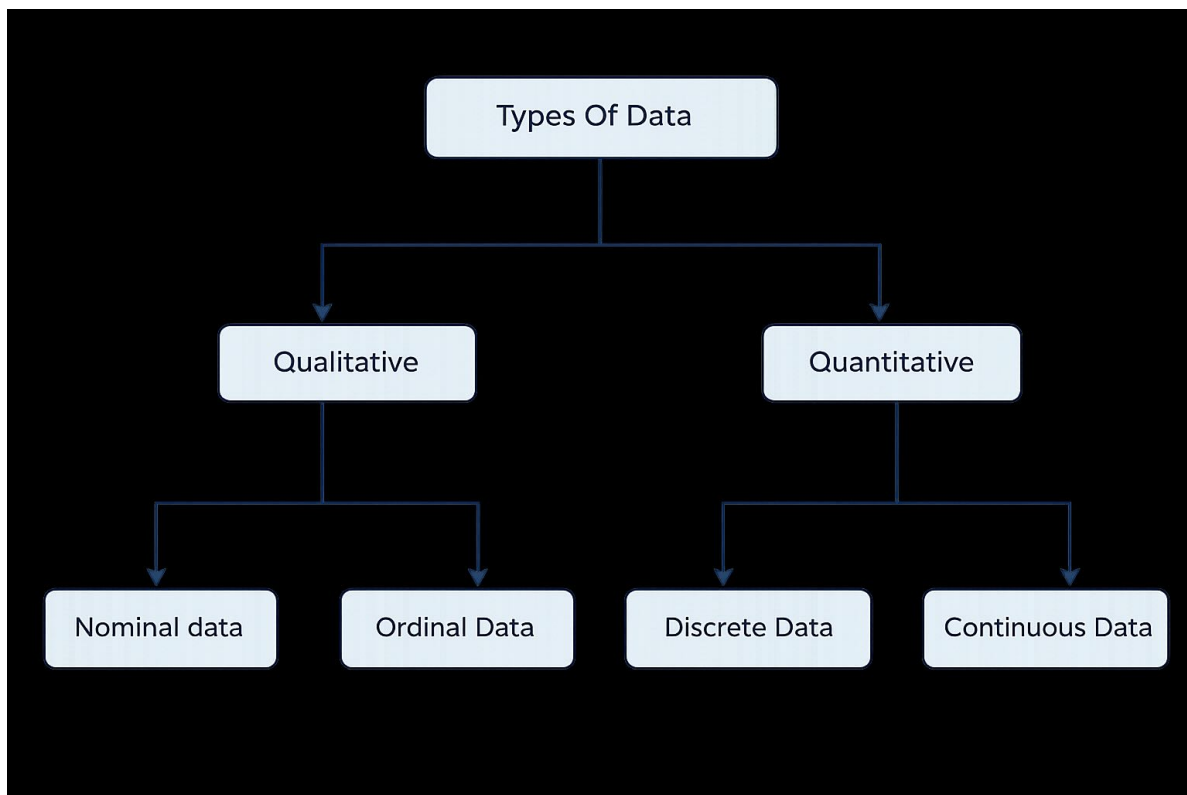 Types Of Data
Qualitative
Quantitative
Nominal data
Ordinal Data
Discrete Data
Continuous Data